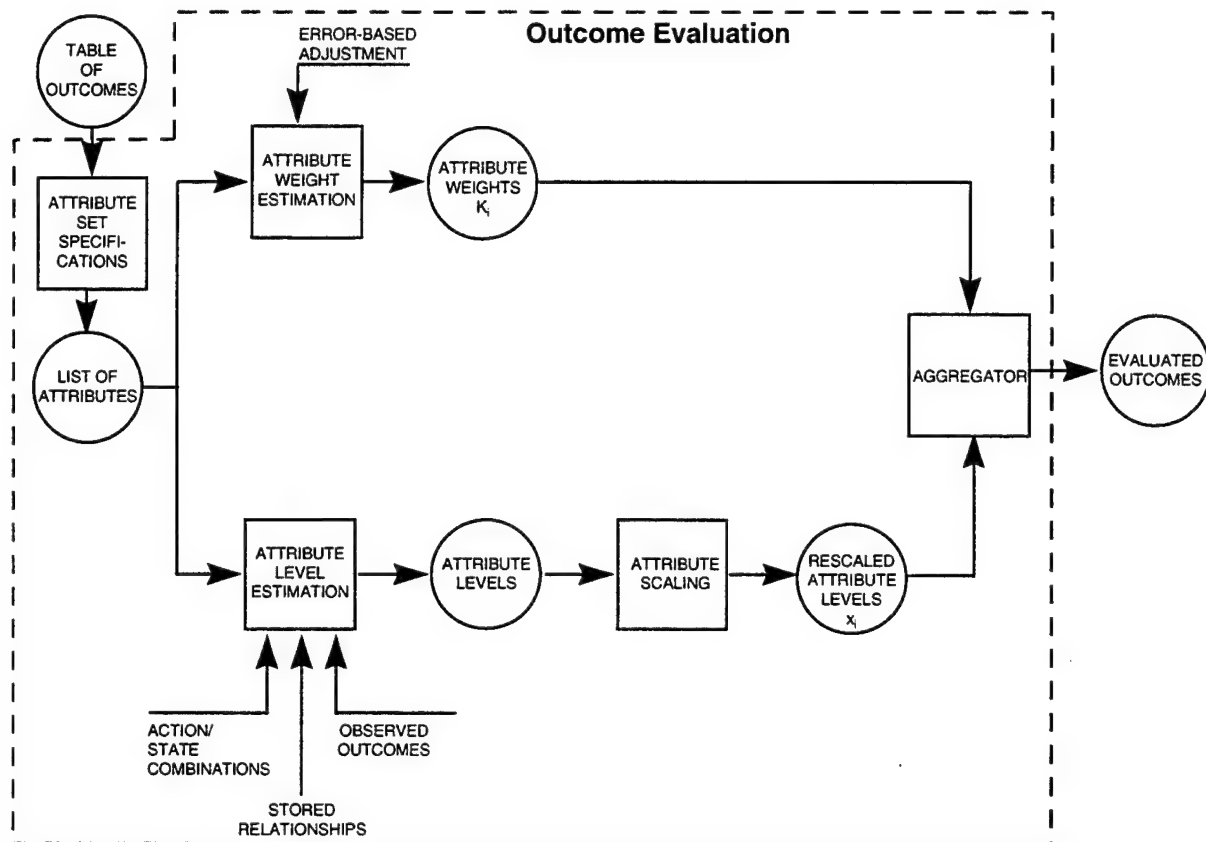 Outcome Evaluation
TABLE
OF
OUTCOMES
ERROR-BASED
ADJUSTMENT
ATTRIBUTE
SET
SPECIFI-
CATIONS
ATTRIBUTE
WEIGHT
ESTIMATION
ATTRIBUTE
WEIGHTS
Ki
LIST OF
ATTRIBUTES
AGGREGATOR
EVALUATED
OUTCOMES
ATTRIBUTE
LEVEL
ESTIMATION
ATTRIBUTE
LEVELS
ATTRIBUTE
SCALING
RESCALED
ATTRIBUTE
LEVELS
xi
ACTION/
STATE
COMBINATIONS
STORED
RELATIONSHIPS
OBSERVED
OUTCOMES